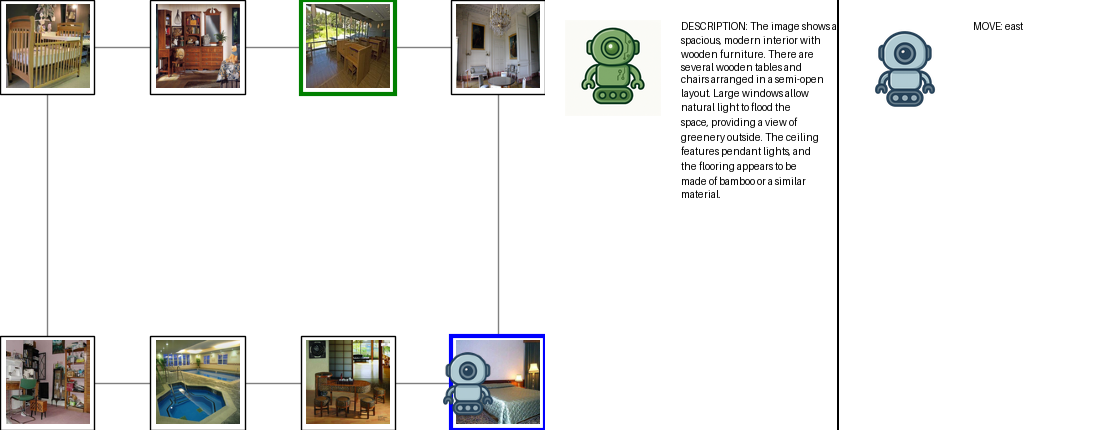 DESCRIPTION: The image shows a
spacious, modern interior with
wooden furniture. There are
several wooden tables and
chairs arranged in a semi-open
layout. Large windows allow
natural light to flood the
space, providing a view of
greenery outside. The ceiling
features pendant lights, and
the flooring appears to be
made of bamboo or a similar
material.
MOVE: east